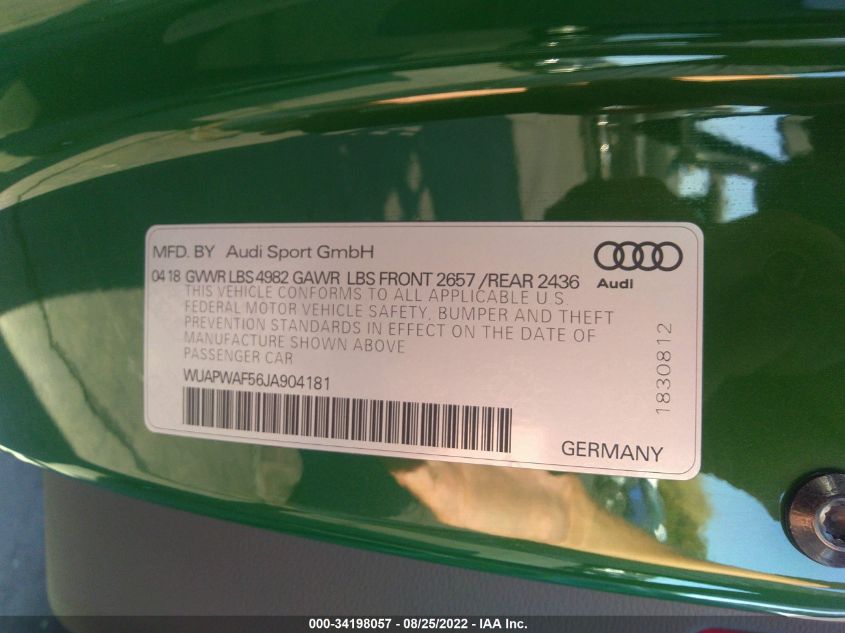 MFD. BY Audi Sport GmbH
Audi
04 18 GVWR LBS 4982 GAWR LBS FRONT 2657 /REAR 2436
THIS VEHICLE CONFORMS TO ALL APPLICABLE U S
FEDERAL MOTOR VEHICLE SAFETY, BUMPER AND THEFT
PREVENTION STANDARDS IN EFFECT ON THE DATE OF
MANUFACTURE SHOWN ABOVE
PASSENGER CAR
WUAPWAF56JA904181
1830812
GERMANY
000-34198057 - 08/25/2022 - IAA Inc.